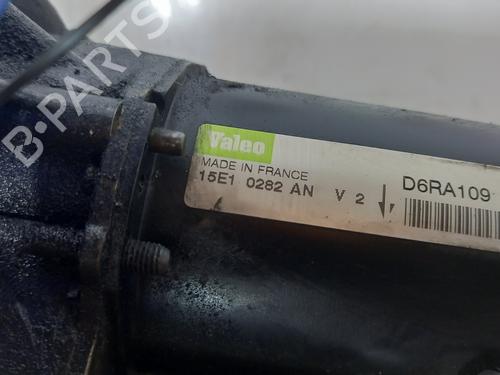 B-PARTS
Valeo
MADE IN FRANCE
15E1 0282 AN V 2 D6RA109